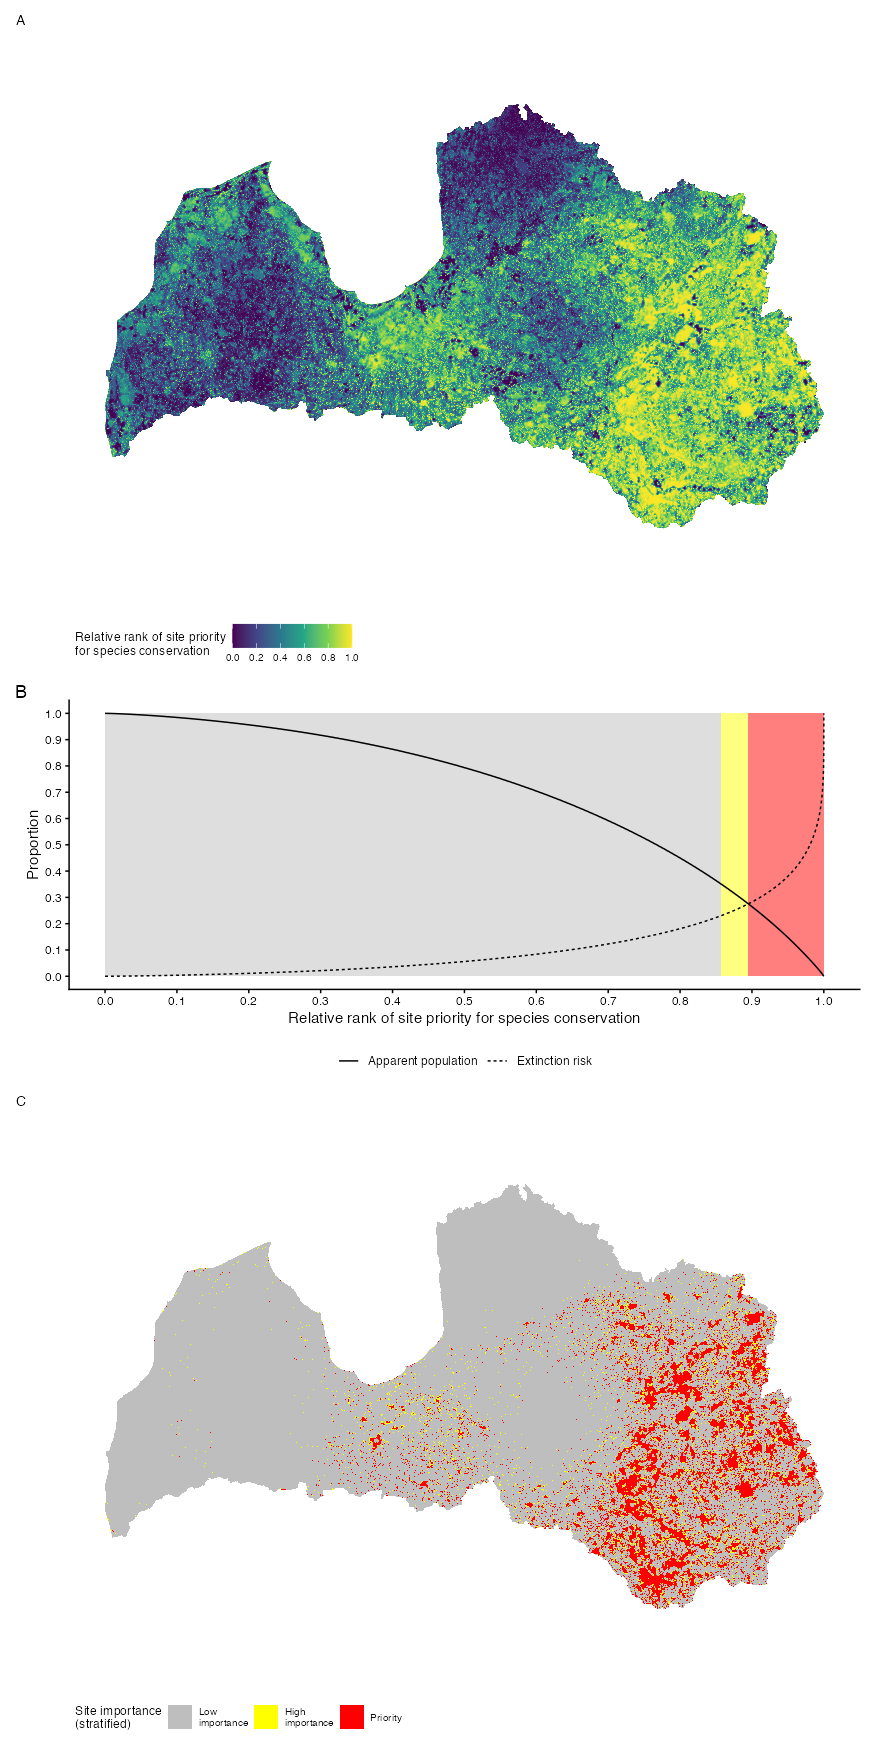 A
Relative rank of site priority
for species conservation
0.0 0.2 0.4 0.6 0.8 1.0
B
1.0
0.9
0.8
0.7
0.6
0.5
0.4
0.3
0.2
0.1
0.0
Proportion
0.0 0.1 0.2 0.3 0.4 0.5 0.6 0.7 0.8 0.9 1.0
Relative rank of site priority for species conservation
Apparent population Extinction risk
C
Site importance
(stratified)
Low
importance
High
importance
Priority